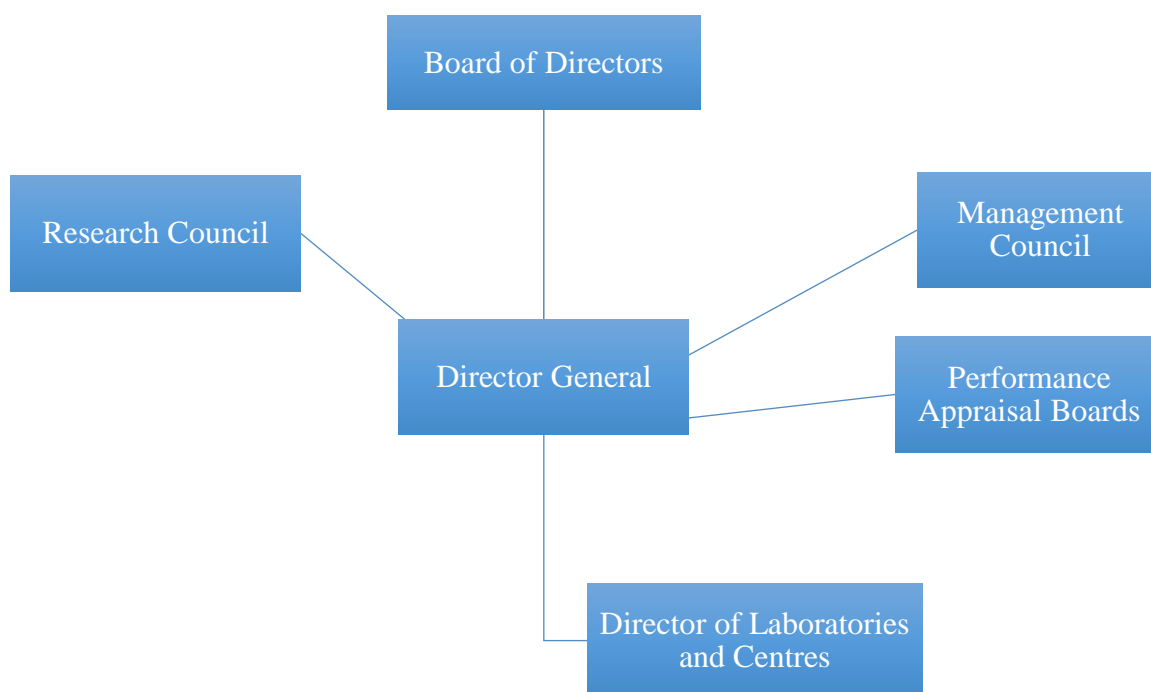 Board of Directors
Research Council
Management
Council
Director General
Performance
Appraisal Boards
Director of Laboratories
and Centres